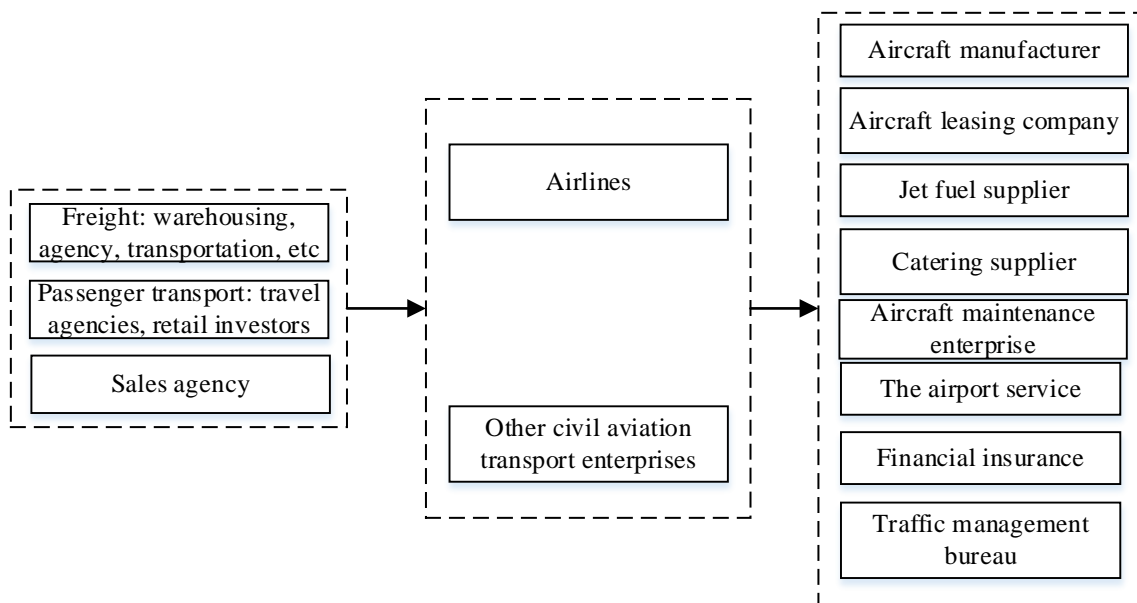 Freight: warehousing,
agency, transportation, etc
Passenger transport: travel
agencies, retail investors
Sales agency
Airlines
Other civil aviation
transport enterprises
Aircraft manufacturer
Aircraft leasing company
Jet fuel supplier
Catering supplier
Aircraft maintenance
enterprise
The airport service
Financial insurance
Traffic management
bureau